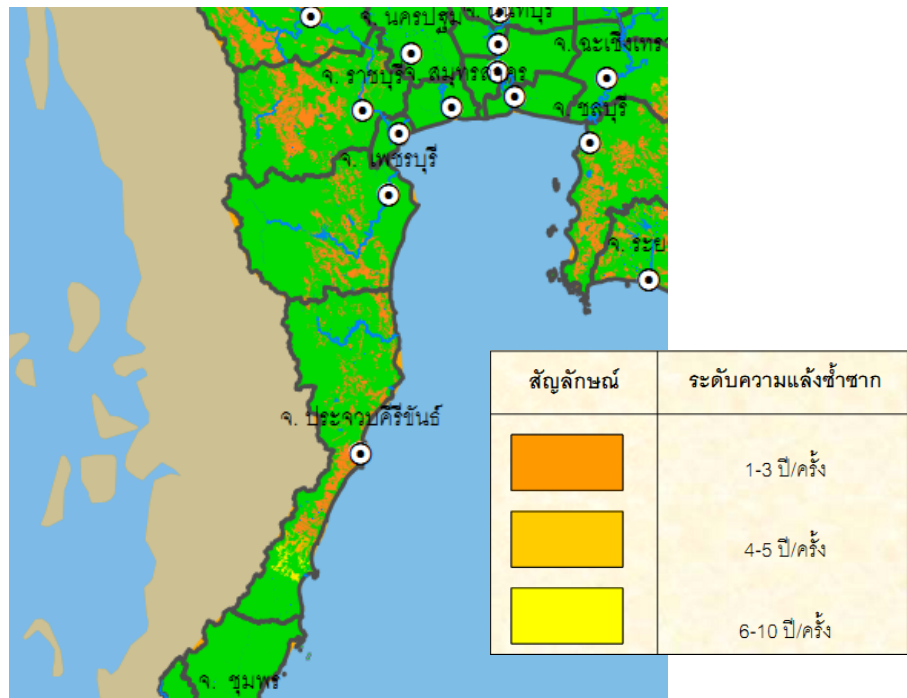 จ. นครปฐม
จ. ฉะเชิงเทรา
จ. ราชบุรี
จ. สมุทรสาคร
จ. ชลบุรี
จ. เพชรบุรี
จ. ระยอ
จ. ประจวบคีรีขันธ์
จ. ชุมพร
สัญลักษณ์ ระดับความแล้งซ้ำซาก
1-3 ปี/ครั้ง
4-5 ปี/ครั้ง
6-10 ปี/ครั้ง